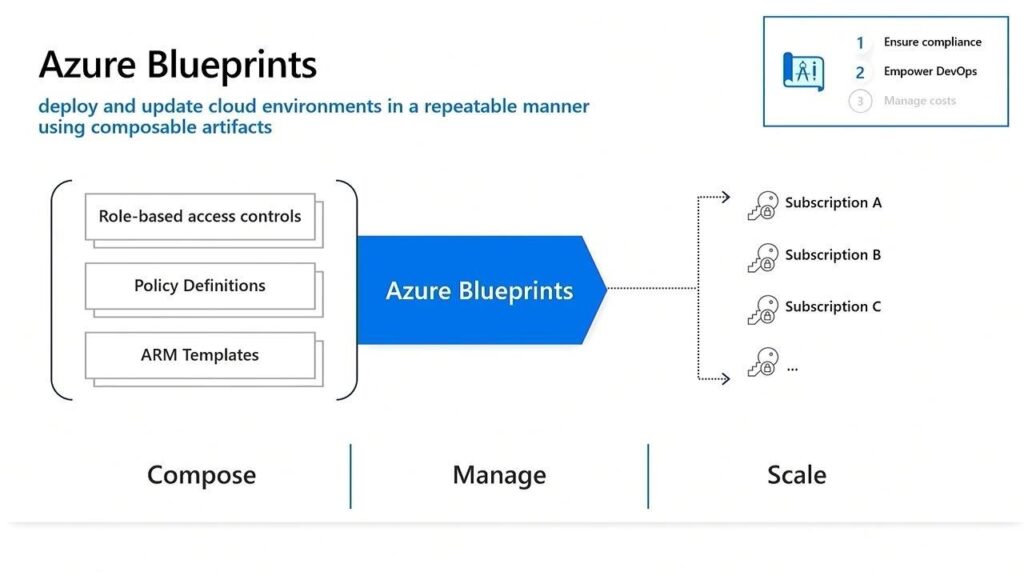 Azure Blueprints
deploy and update cloud environments in a repeatable manner
using composable artifacts
1 Ensure compliance
2 Empower DevOps
3 Manage costs
Role-based access controls
Policy Definitions
ARM Templates
Azure Blueprints
Subscription A
Subscription B
Subscription C
...
Compose
Manage
Scale